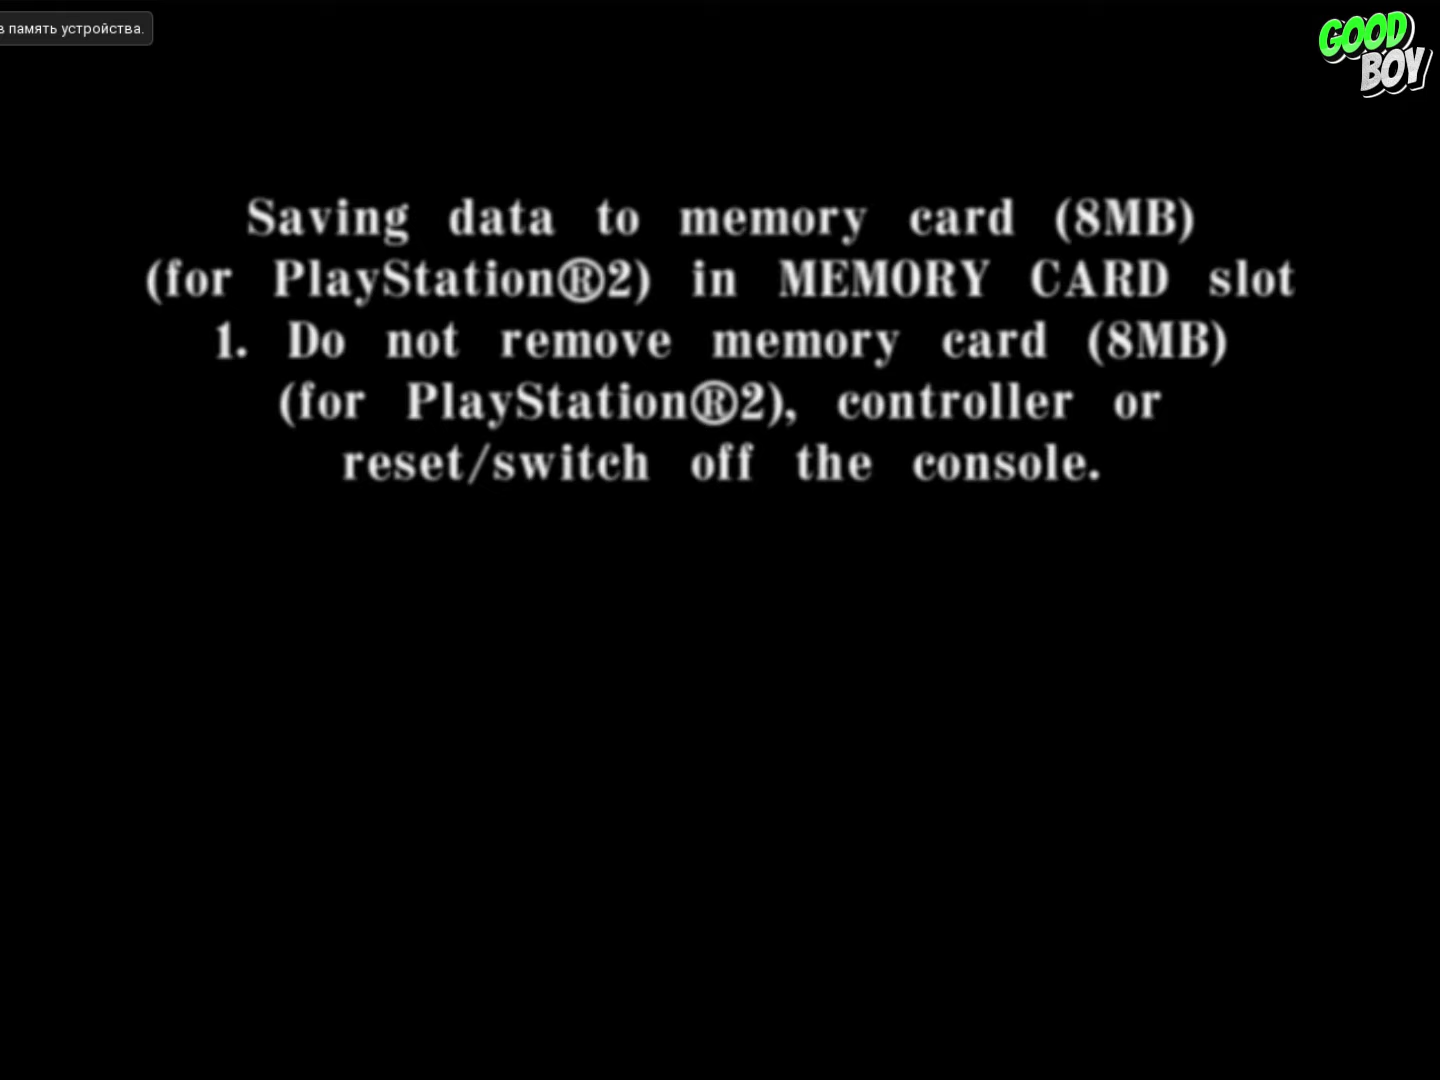 в память устройства.
GOOD
BOY
Saving data to memory card (8MB)
(for PlayStation®2) in MEMORY CARD slot
1. Do not remove memory card (8MB)
(for PlayStation®2), controller or
reset/switch off the console.